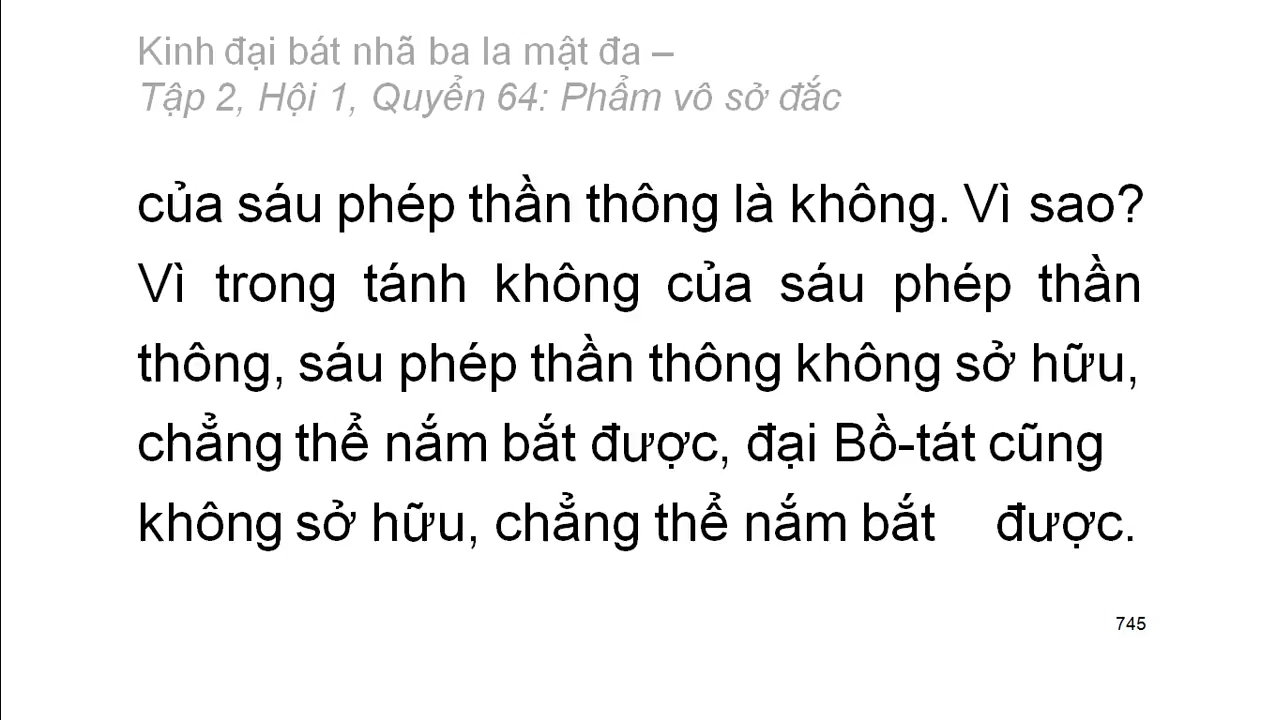 Kinh đại bát nhã ba la mật đa –
Tập 2, Hội 1, Quyển 64: Phẩm vô sở đắc
của sáu phép thần thông là không. Vì sao?
Vì trong tánh không của sáu phép thần
thông, sáu phép thần thông không sở hữu,
chẳng thể nắm bắt được, đại Bồ-tát cũng
không sở hữu, chẳng thể nắm bắt được.
745